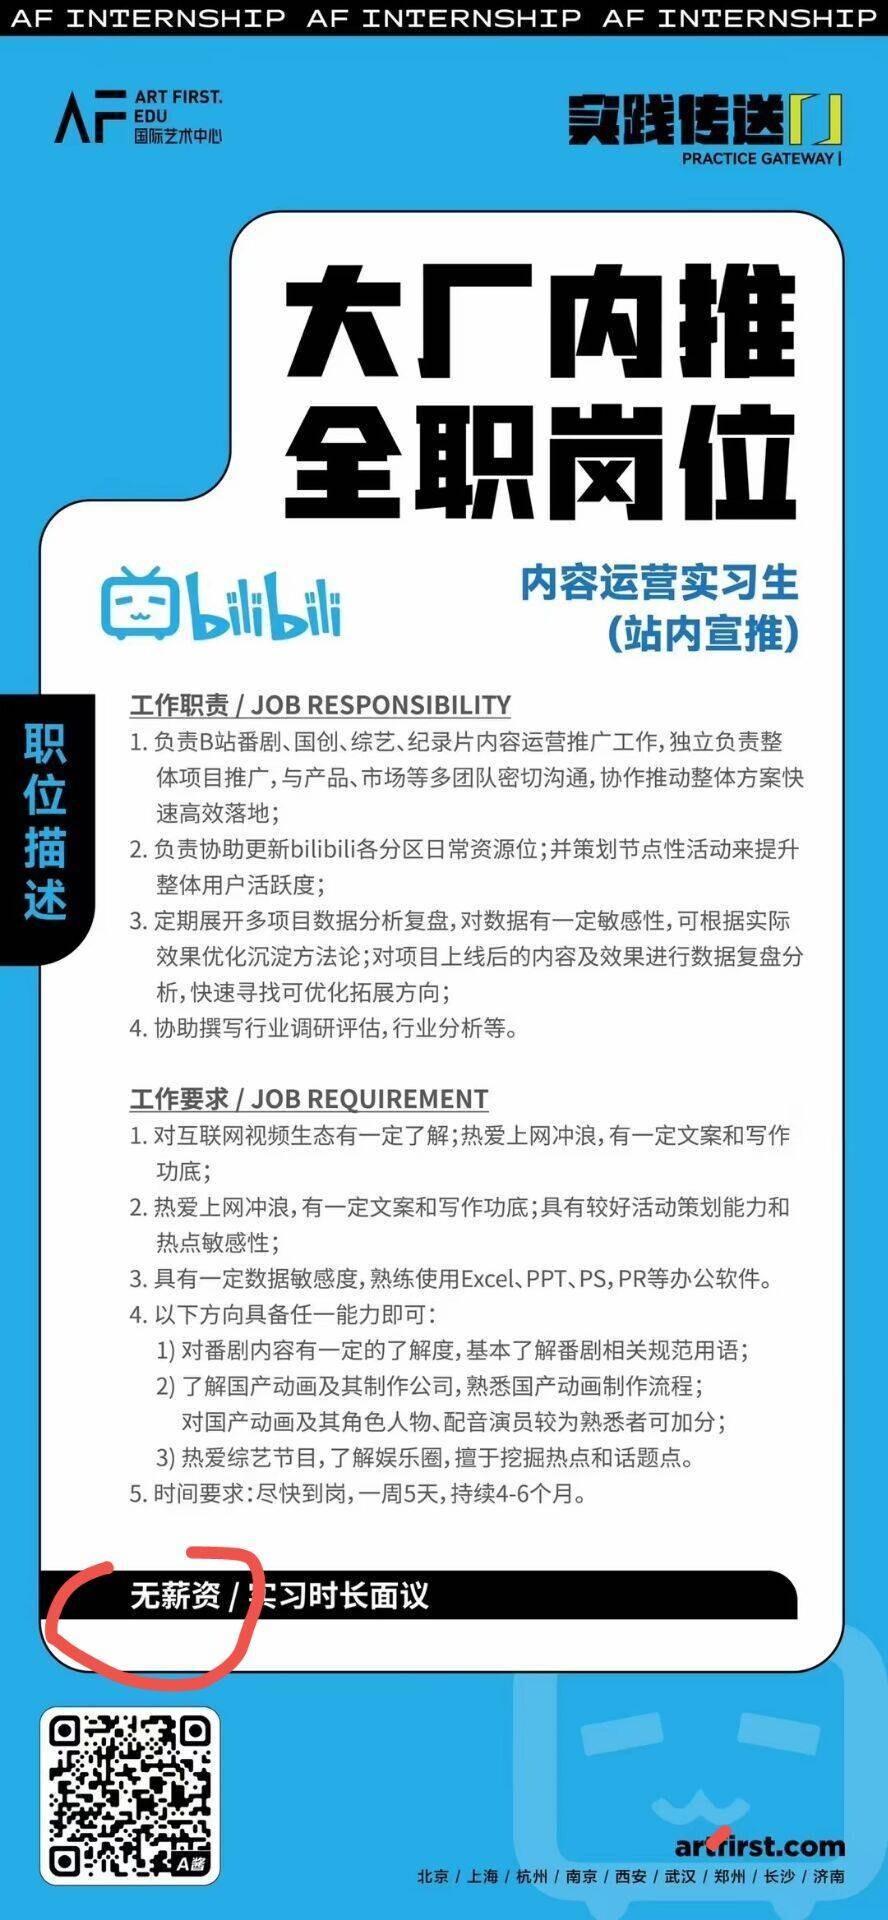 AF INTERNSHIP AF INTERNSHIP AF INTERNSHIP
AF ART FIRST.
EDU
国际艺术中心
实践传送门
PRACTICE GATEWAY
大厂内推
全职岗位
bilibili
内容运营实习生
(站内宣推)
职位描述
工作职责 / JOB RESPONSIBILITY
1. 负责B站番剧、国创、综艺、纪录片内容运营推广工作，独立负责整
体项目推广，与产品、市场等多团队密切沟通，协作推动整体方案快
速高效落地；
2. 负责协助更新bilibili各分区日常资源位；并策划节点性活动来提升
整体用户活跃度；
3. 定期展开多项目数据分析复盘，对数据有一定敏感性，可根据实际
效果优化沉淀方法论；对项目上线后的内容及效果进行数据复盘分
析，快速寻找可优化拓展方向；
4. 协助撰写行业调研评估，行业分析等。
工作要求 / JOB REQUIREMENT
1. 对互联网视频生态有一定了解；热爱上网冲浪，有一定文案和写作
功底；
2. 热爱上网冲浪，有一定文案和写作功底；具有较好活动策划能力和
热点敏感性；
3. 具有一定数据敏感度，熟练使用Excel、PPT、PS，PR等办公软件。
4. 以下方向具备任一能力即可：
1) 对番剧内容有一定的了解度，基本了解番剧相关规范用语；
2) 了解国产动画及其制作公司，熟悉国产动画制作流程；
对国产动画及其角色人物、配音演员较为熟悉者可加分；
3) 热爱综艺节目，了解娱乐圈，擅于挖掘热点和话题点。
5. 时间要求：尽快到岗，一周5天，持续4-6个月。
无薪资 / 实习时长面议
A酱
artfirst.com
北京 / 上海 / 杭州 / 南京 / 西安 / 武汉 / 郑州 / 长沙 / 济南